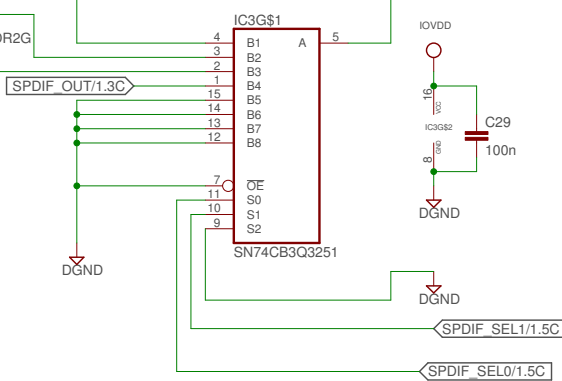 IC3G$1
IOVDD
DR2G
4 B1 A 5
3 B2
2 B3
SPDIF_OUT/1.3C 1 B4
15 B5
14 B6
13 B7
12 B8
7 OE
11 S0
10 S1
9 S2
SN74CB3Q3251
16 VCC
IC3G$2
8 GND
C29
100n
DGND
DGND
DGND
SPDIF_SEL1/1.5C
SPDIF_SEL0/1.5C